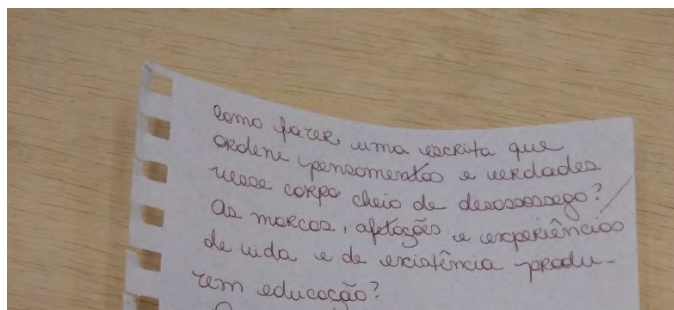 como fazer uma escrita que
ordene pensamentos e verdades
nesse corpo cheio de desassossego?
As marcas, afetações e experiências
de vida e de existência produ-
zem educação?